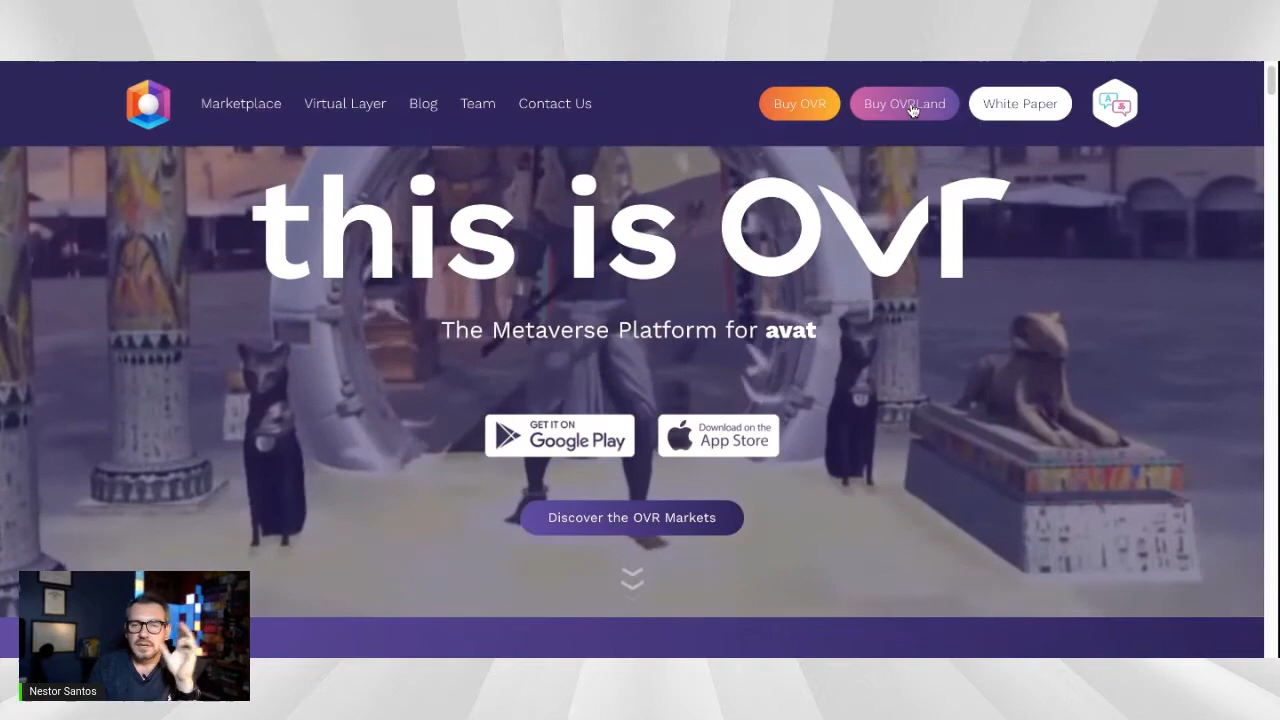 Marketplace
Virtual Layer
Blog
Team
Contact Us
Buy OVR
Buy OVRLand
White Paper
this is ovr
The Metaverse Platform for avat
GET IT ON
Google Play
Download on the
App Store
Discover the OVR Markets
Nestor Santos